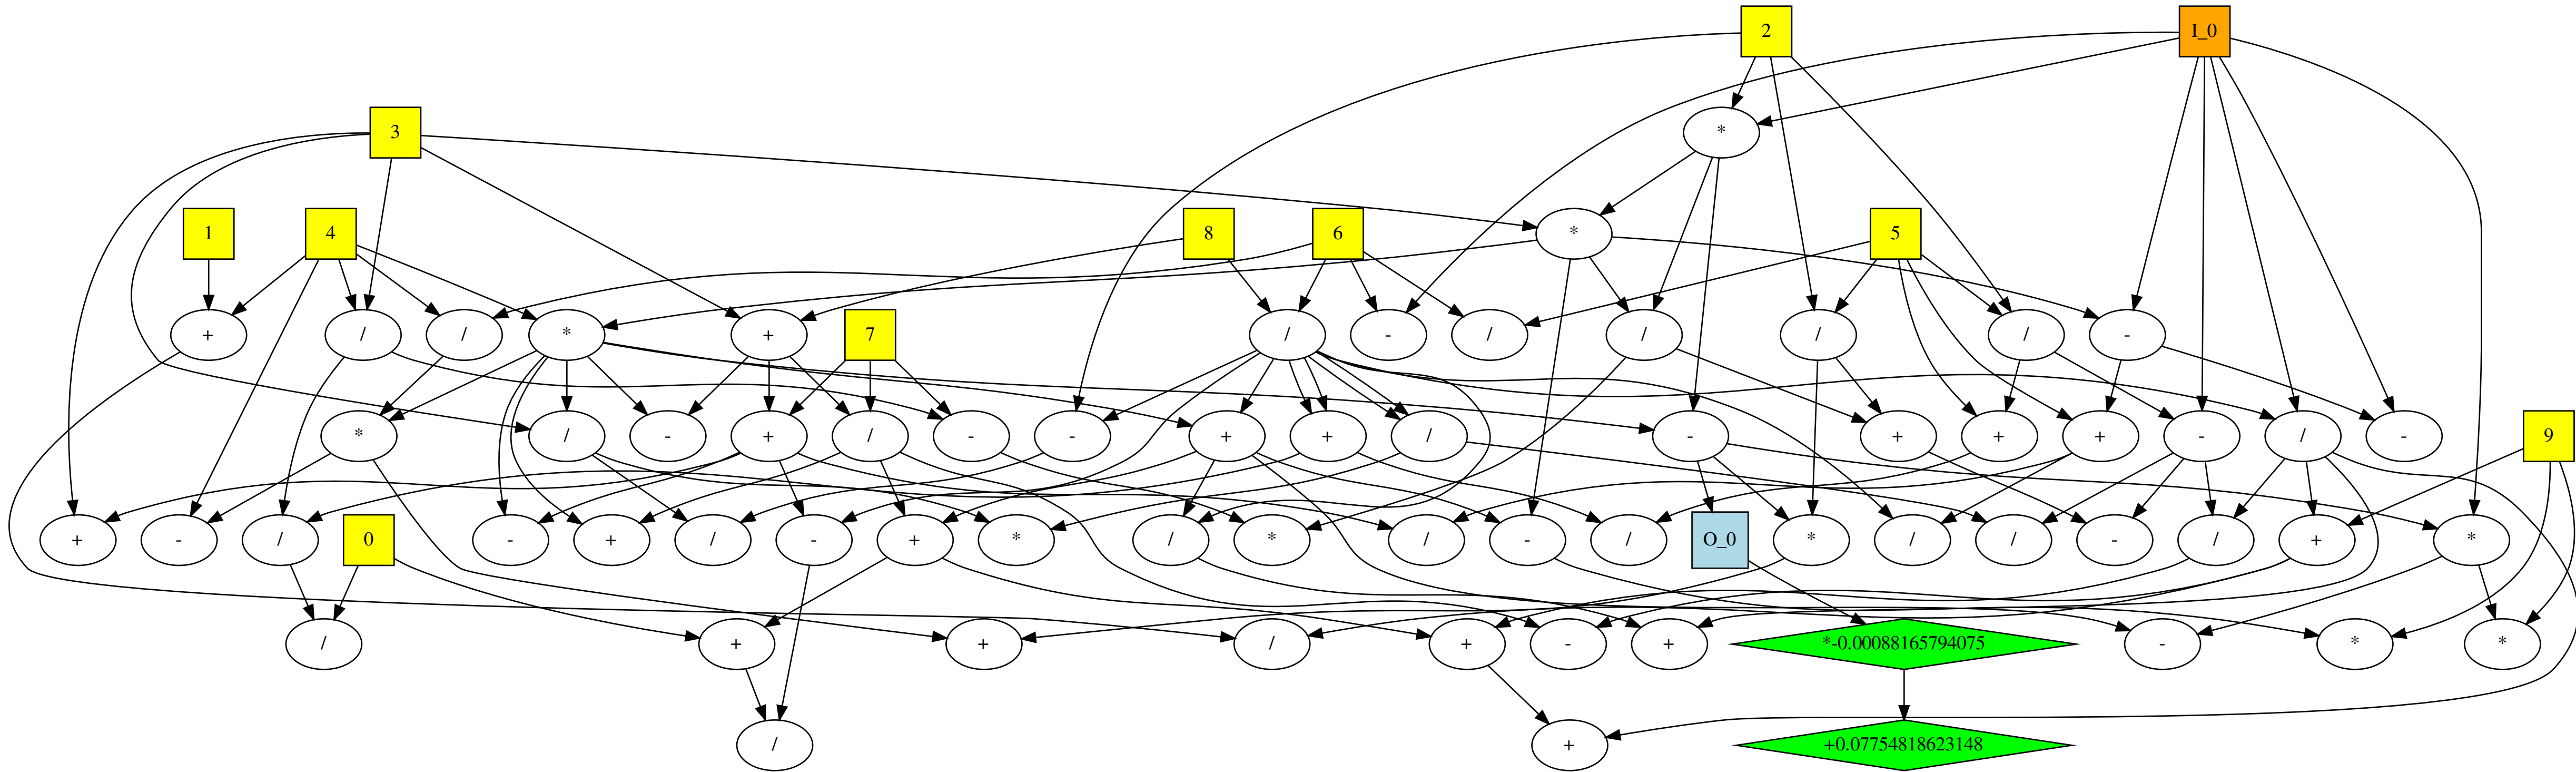 2 I_0
3 *
1 4 8 6 * 5
+ / / * + 7 / - / / / / -
* / - + / - - + + / - + + + - / - 9
+ - / 0 - + / - + * / * / - / O_0 * / / - / + *
/ + + / + - + *-0.00088165794075 - * *
/ + +0.07754818623148